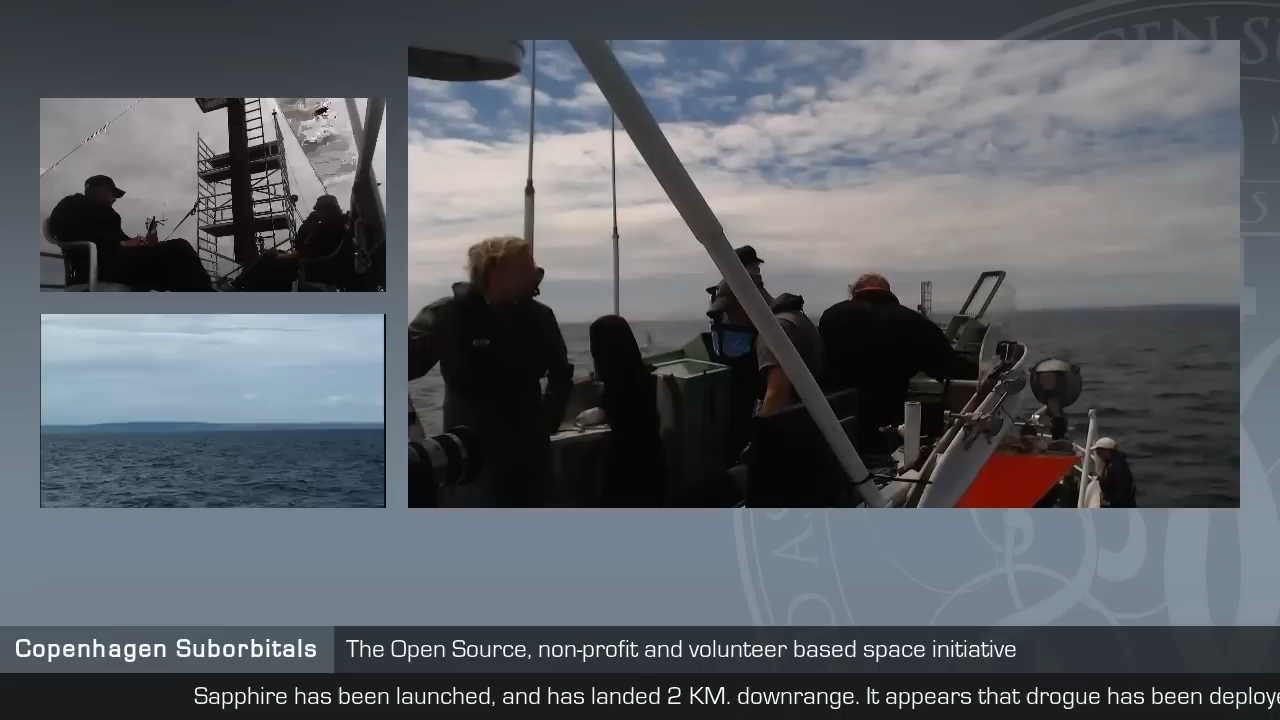 Copenhagen Suborbitals The Open Source, non-profit and volunteer based space initiative
Sapphire has been launched, and has landed 2 KM. downrange. It appears that drogue has been